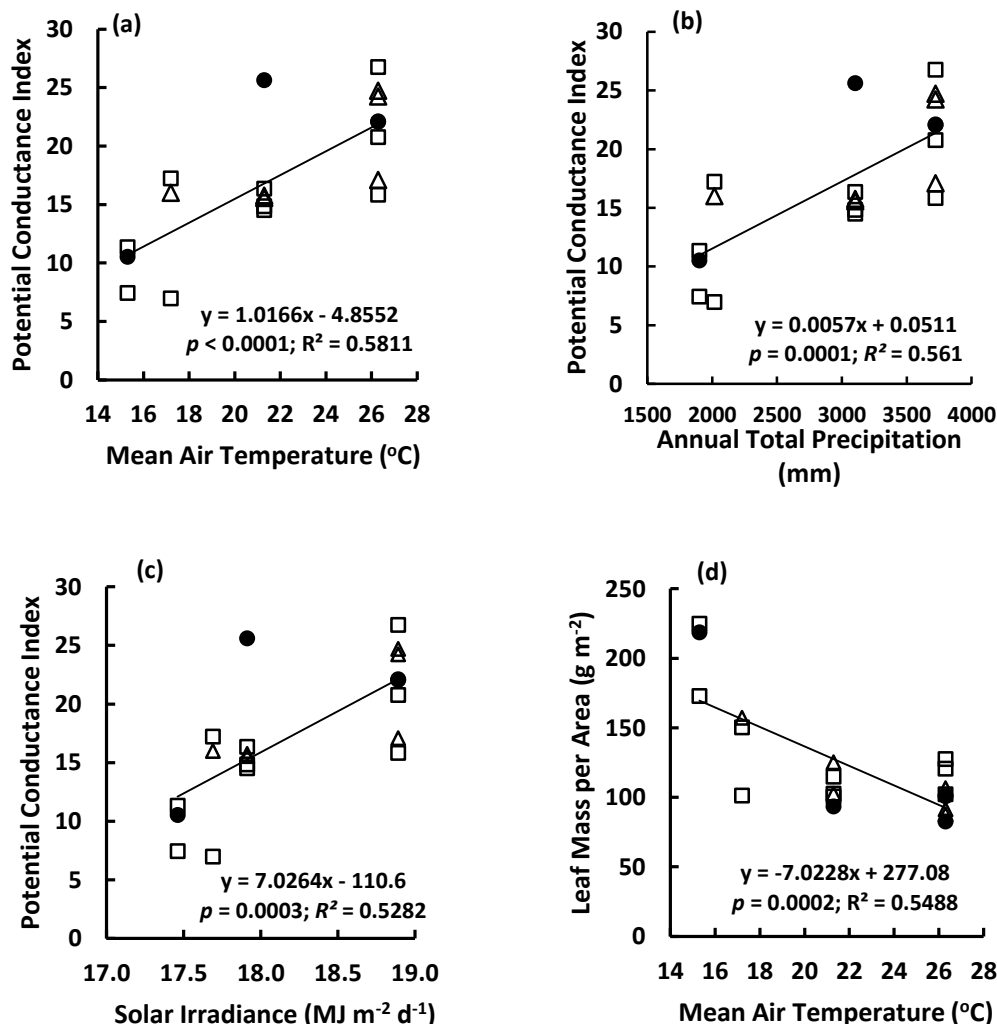 (a)
Potential Conductance Index
30
25
20
15
10
5
0
y = 1.0166x - 4.8552
p < 0.0001; R² = 0.5811
14 16 18 20 22 24 26 28
Mean Air Temperature (ᵒC)
(b)
Potential Conductance Index
30
25
20
15
10
5
0
y = 0.0057x + 0.0511
p = 0.0001; R² = 0.561
1500 2000 2500 3000 3500 4000
Annual Total Precipitation
(mm)
(c)
Potential Conductance Index
30
25
20
15
10
5
0
y = 7.0264x - 110.6
p = 0.0003; R² = 0.5282
17.0 17.5 18.0 18.5 19.0
Solar Irradiance (MJ m⁻² d⁻¹)
(d)
Leaf Mass per Area (g m⁻²)
250
200
150
100
50
0
y = -7.0228x + 277.08
p = 0.0002; R² = 0.5488
14 16 18 20 22 24 26 28
Mean Air Temperature (ᵒC)